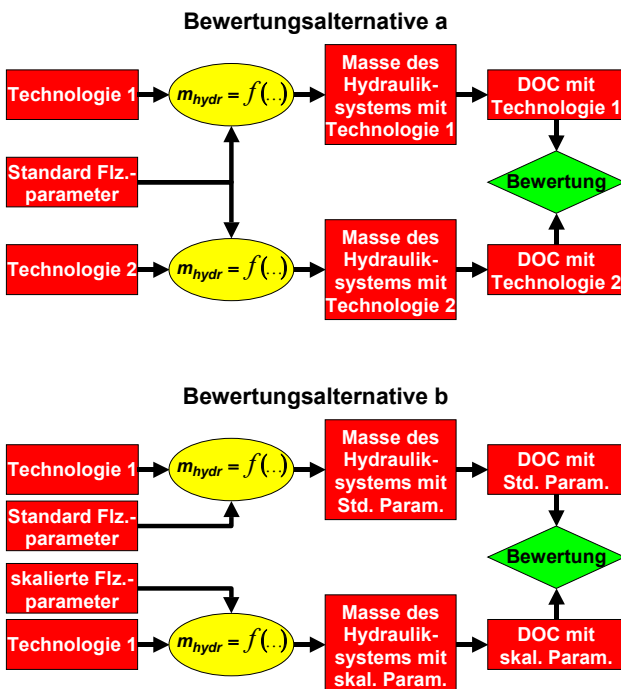 Bewertungsalternative a
Technologie 1
m_hydr = f(...)
Masse des
Hydraulik-
systems mit
Technologie 1
DOC mit
Technologie 1
Standard Flz.-
parameter
Bewertung
Technologie 2
m_hydr = f(...)
Masse des
Hydraulik-
systems mit
Technologie 2
DOC mit
Technologie 2
Bewertungsalternative b
Technologie 1
m_hydr = f(...)
Masse des
Hydraulik-
systems mit
Std. Param.
DOC mit
Std. Param.
Standard Flz.-
parameter
Bewertung
skalierte Flz.-
parameter
Technologie 1
m_hydr = f(...)
Masse des
Hydraulik-
systems mit
skal. Param.
DOC mit
skal. Param.